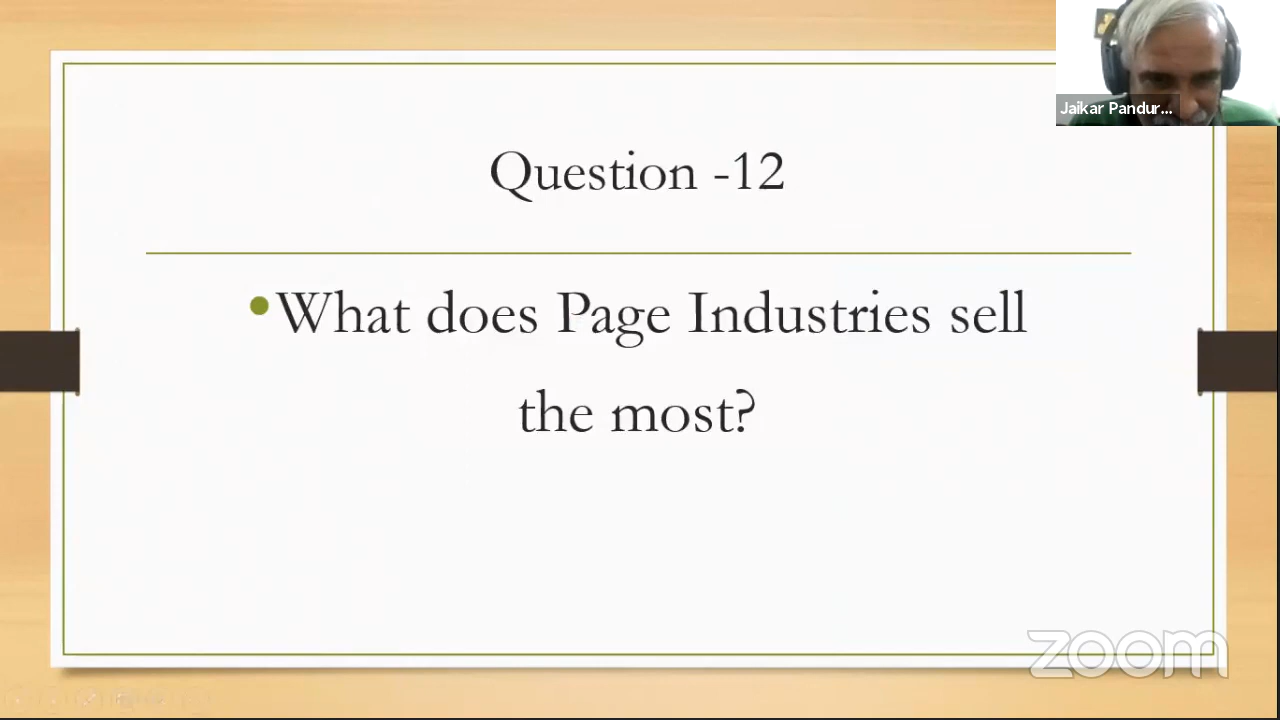 Jaikar Pandur...
Question -12
•What does Page Industries sell
the most?
zoom